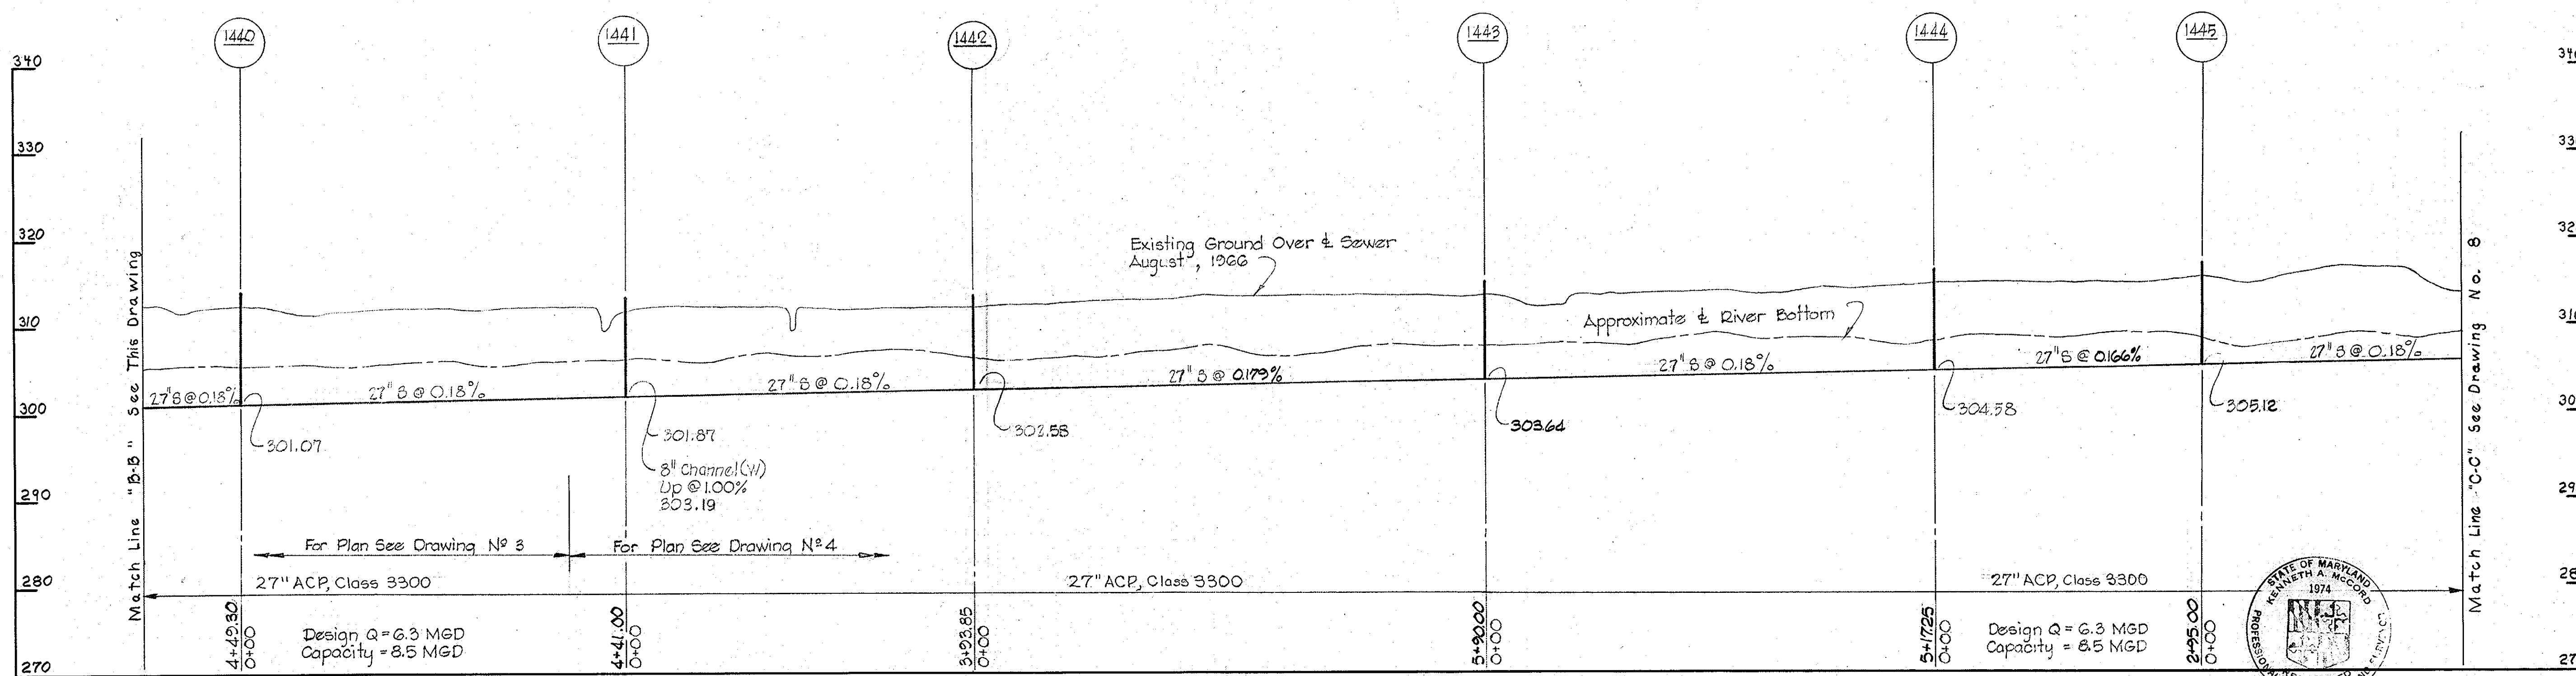 1440
1441
1442
1443
1444
1445
340
330
320
310
300
290
280
270
Match Line "B-B" See This Drawing
Existing Ground Over ℄ Sewer
August, 1966
Approximate ℄ River Bottom
27" S @ 0.18%
27" S @ 0.18%
27" S @ 0.18%
27" S @ 0.179%
27" S @ 0.18%
27" S @ 0.166%
27" S @ 0.18%
301.07
301.87
8" Channel (W)
Up @ 1.00%
303.19
302.58
303.64
304.58
305.12
For Plan See Drawing Nº 3
For Plan See Drawing Nº 4
27" ACP, Class 3300
27" ACP, Class 3300
27" ACP, Class 3300
4+49.30
0+00
Design Q = 6.3 MGD
Capacity = 8.5 MGD
4+41.00
0+00
3+93.85
0+00
5+90.00
0+00
5+17.25
0+00
Design Q = 6.3 MGD
Capacity = 8.5 MGD
2+95.00
0+00
STATE OF MARYLAND
KENNETH A. McCORD
1974
Match Line "C-C" See Drawing No. 8